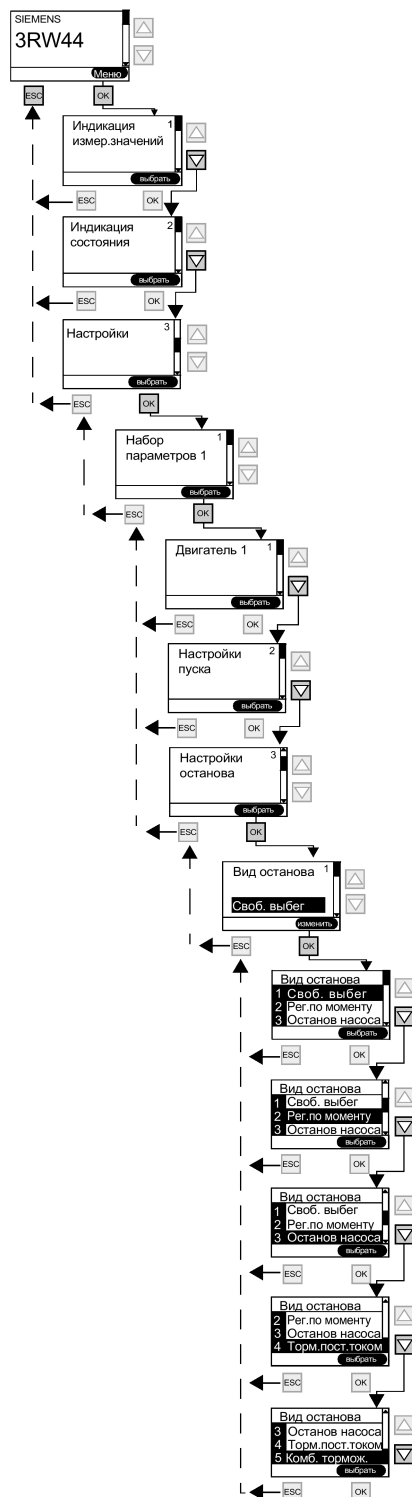 SIEMENS
3RW44
Меню
ESC
OK
Индикация 1
измер.значений
выбрать
ESC
OK
Индикация 2
состояния
выбрать
ESC
OK
Настройки 3
выбрать
ESC
OK
Набор 1
параметров 1
выбрать
ESC
OK
Двигатель 1 1
выбрать
ESC
OK
Настройки 2
пуска
выбрать
ESC
OK
Настройки 3
останова
выбрать
ESC
OK
Вид останова 1
Своб. выбег
изменить
ESC
OK
Вид останова
1 Своб. выбег
2 Рег.по моменту
3 Останов насоса
выбрать
ESC
OK
Вид останова
1 Своб. выбег
2 Рег.по моменту
3 Останов насоса
выбрать
ESC
OK
Вид останова
1 Своб. выбег
2 Рег.по моменту
3 Останов насоса
выбрать
ESC
OK
Вид останова
2 Рег.по моменту
3 Останов насоса
4 Торм.пост.током
выбрать
ESC
OK
Вид останова
3 Останов насоса
4 Торм.пост.током
5 Комб. тормож.
выбрать
ESC
OK